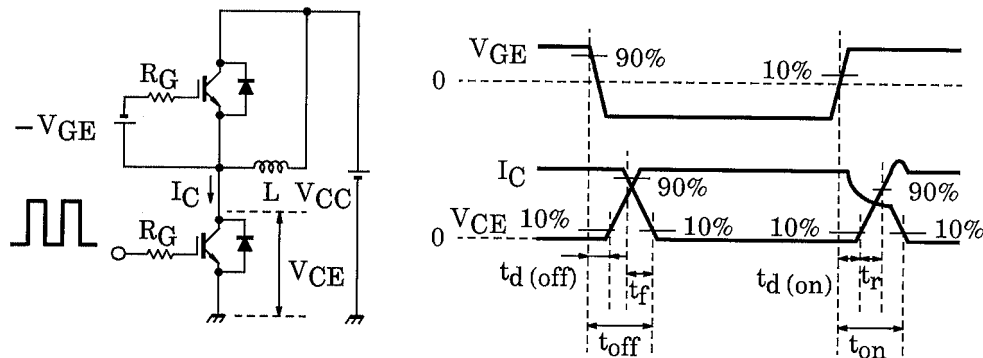 R_G
−V_GE
I_C
L
V_CC
R_G
V_CE
V_GE
90%
0
10%
I_C
90%
90%
V_CE
10%
10%
10%
10%
0
t_d (off)
t_f
t_d (on)
t_r
t_off
t_on